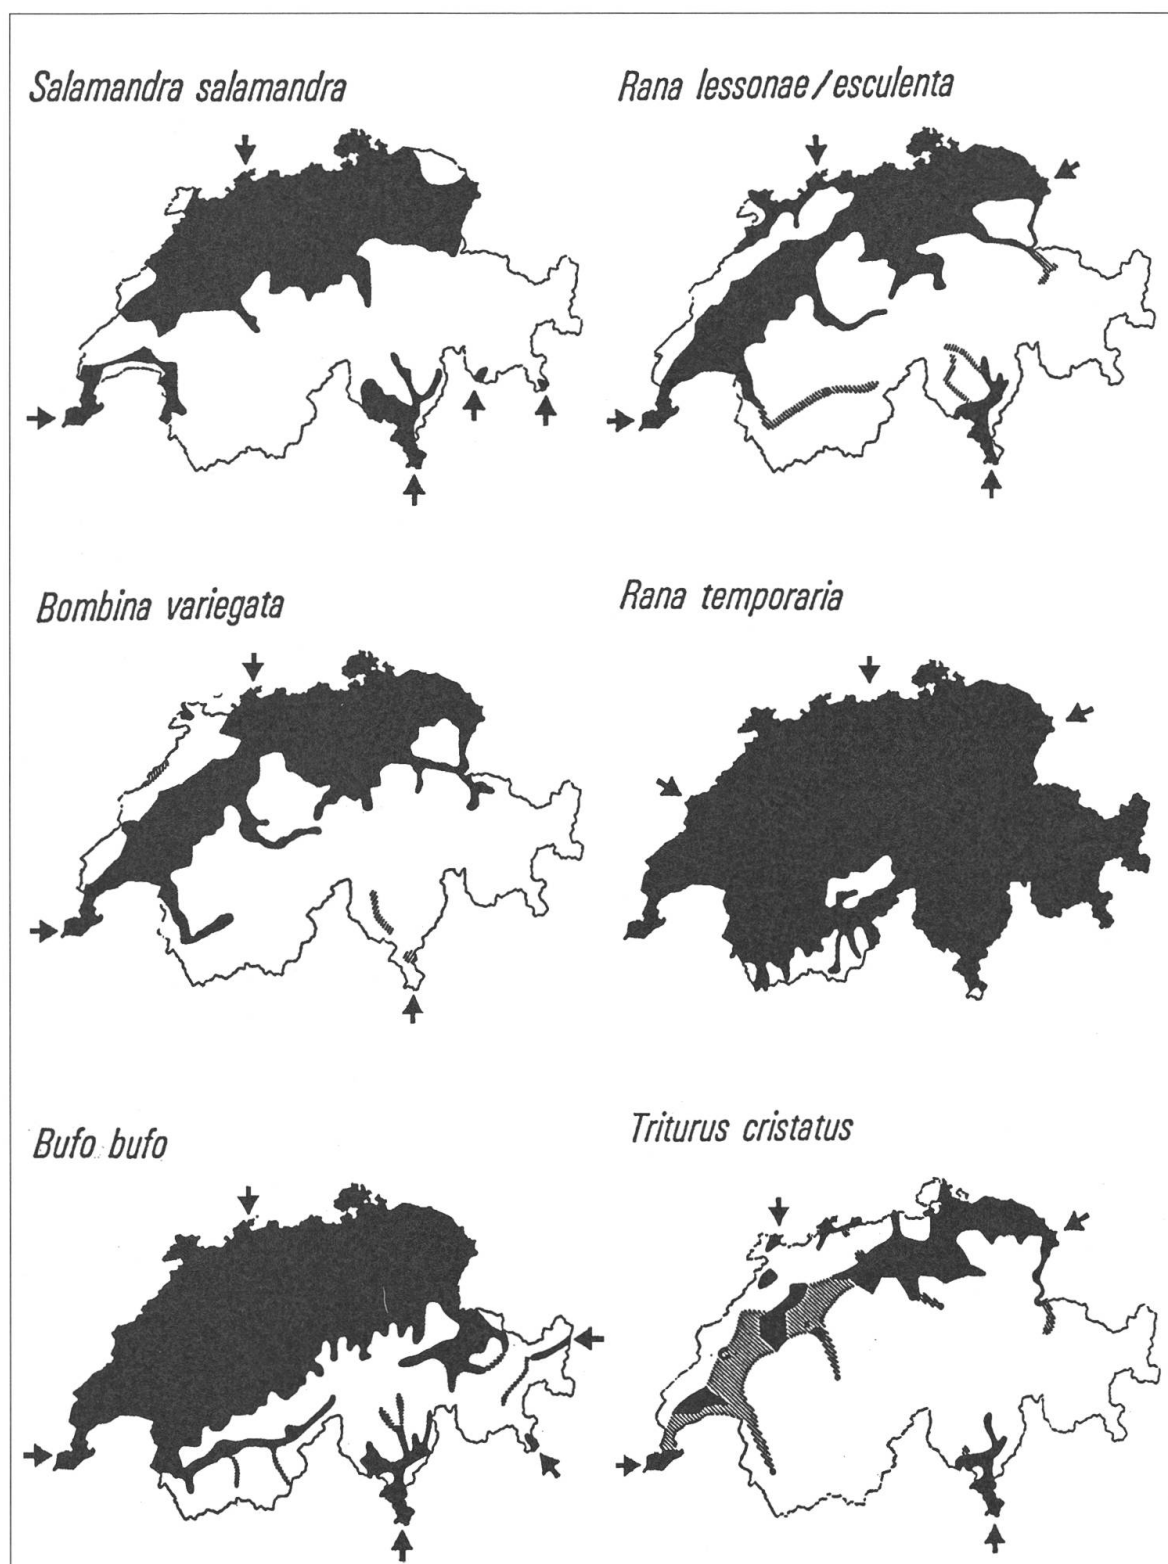 Salamandra salamandra
Rana lessonae / esculenta
Bombina variegata
Rana temporaria
Bufo bufo
Triturus cristatus